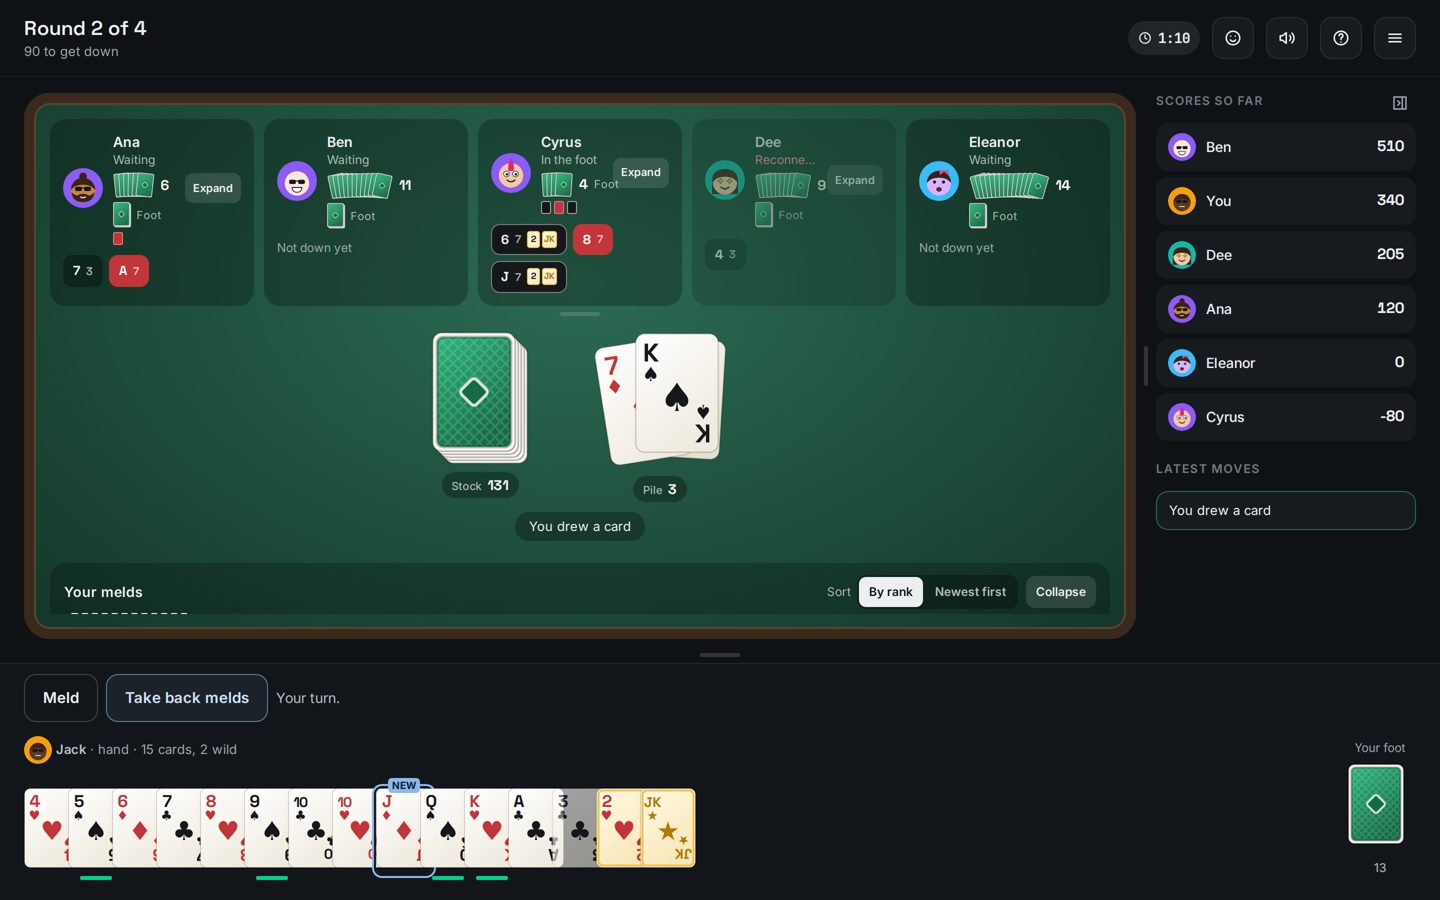 Round 2 of 4
90 to get down
1:10
Ana
Waiting
6
Foot
Expand
7 3
A 7
Ben
Waiting
11
Foot
Not down yet
Cyrus
In the foot
4 Foot
Expand
6 7 2 JK
8 7
J 7 2 JK
Dee
Reconne...
9
Foot
Expand
4 3
Eleanor
Waiting
14
Foot
Not down yet
7
K
K
Stock 131
Pile 3
You drew a card
Your melds
Sort By rank Newest first Collapse
SCORES SO FAR
Ben 510
You 340
Dee 205
Ana 120
Eleanor 0
Cyrus -80
LATEST MOVES
You drew a card
Meld Take back melds Your turn.
Jack · hand · 15 cards, 2 wild
NEW
4 5 6 7 8 9 10 10 J Q K A 3 2 JK
JK
Your foot
13